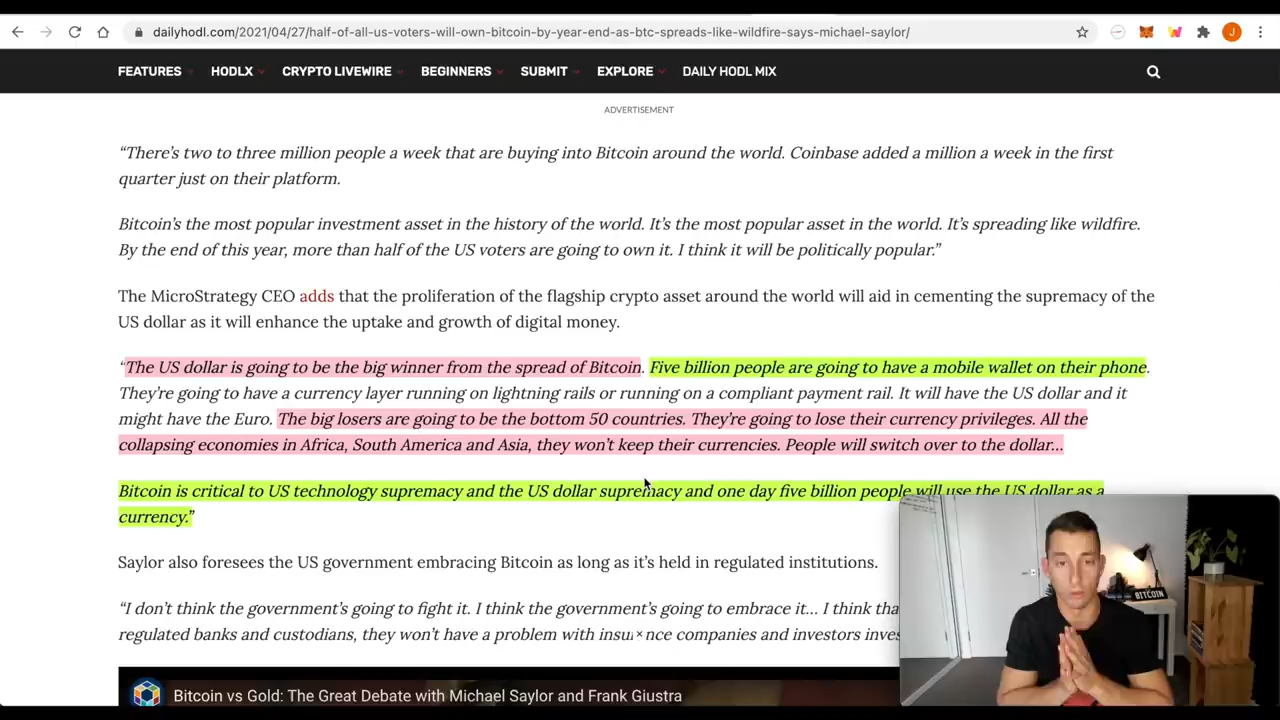 dailyhodl.com/2021/04/27/half-of-all-us-voters-will-own-bitcoin-by-year-end-as-btc-spreads-like-wildfire-says-michael-saylor/
J
FEATURES HODLX CRYPTO LIVEWIRE BEGINNERS SUBMIT EXPLORE DAILY HODL MIX
ADVERTISEMENT
“There’s two to three million people a week that are buying into Bitcoin around the world. Coinbase added a million a week in the first
quarter just on their platform.
Bitcoin’s the most popular investment asset in the history of the world. It’s the most popular asset in the world. It’s spreading like wildfire.
By the end of this year, more than half of the US voters are going to own it. I think it will be politically popular.”
The MicroStrategy CEO adds that the proliferation of the flagship crypto asset around the world will aid in cementing the supremacy of the
US dollar as it will enhance the uptake and growth of digital money.
“The US dollar is going to be the big winner from the spread of Bitcoin. Five billion people are going to have a mobile wallet on their phone.
They’re going to have a currency layer running on lightning rails or running on a compliant payment rail. It will have the US dollar and it
might have the Euro. The big losers are going to be the bottom 50 countries. They’re going to lose their currency privileges. All the
collapsing economies in Africa, South America and Asia, they won’t keep their currencies. People will switch over to the dollar…
Bitcoin is critical to US technology supremacy and the US dollar supremacy and one day five billion people will use the US dollar as a
currency.”
Saylor also foresees the US government embracing Bitcoin as long as it’s held in regulated institutions.
“I don’t think the government’s going to fight it. I think the government’s going to embrace it… I think
regulated banks and custodians, they won’t have a problem with companies and investors
Bitcoin vs Gold: The Great Debate with Michael Saylor and Frank Giustra
BITCOIN